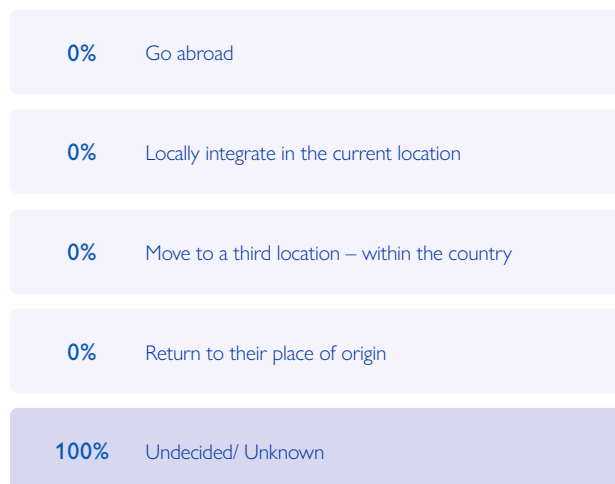 0% Go abroad
0% Locally integrate in the current location
0% Move to a third location – within the country
0% Return to their place of origin
100% Undecided/ Unknown